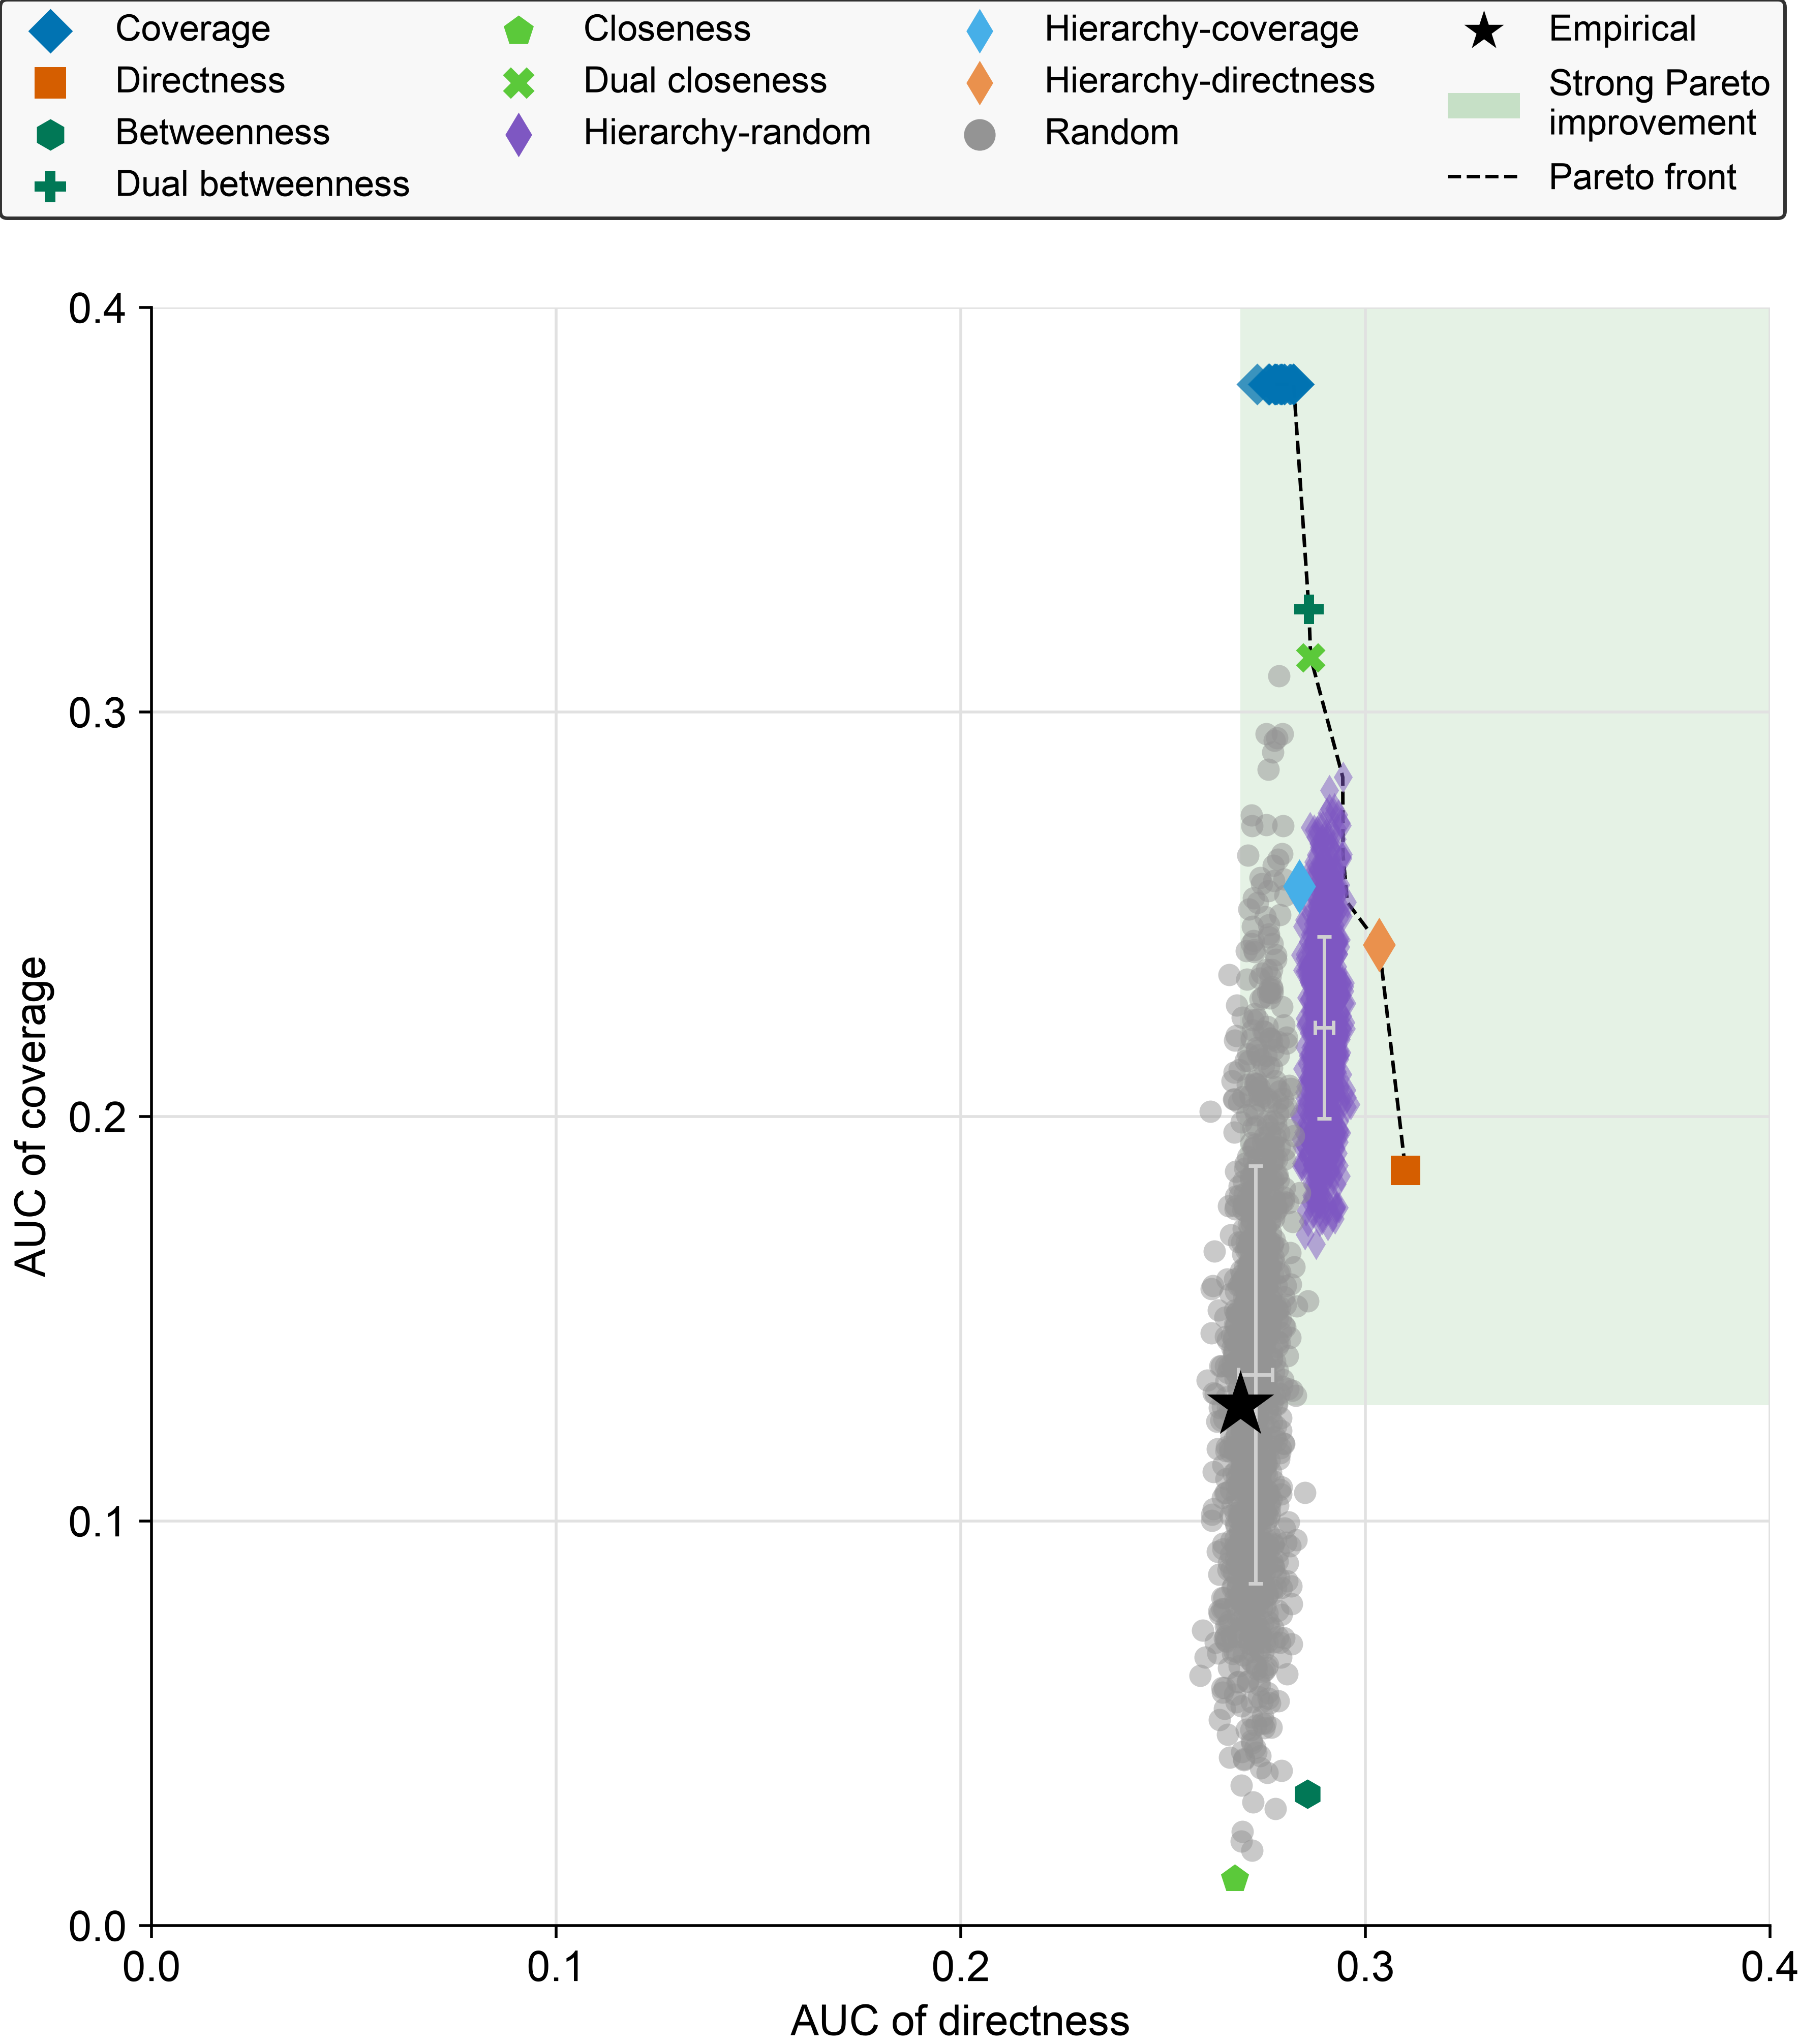 Coverage
Directness
Betweenness
Dual betweenness
Closeness
Dual closeness
Hierarchy-random
Hierarchy-coverage
Hierarchy-directness
Random
Empirical
Strong Pareto
improvement
Pareto front
0.4
0.3
0.2
0.1
0.0
AUC of coverage
0.0
0.1
0.2
0.3
0.4
AUC of directness